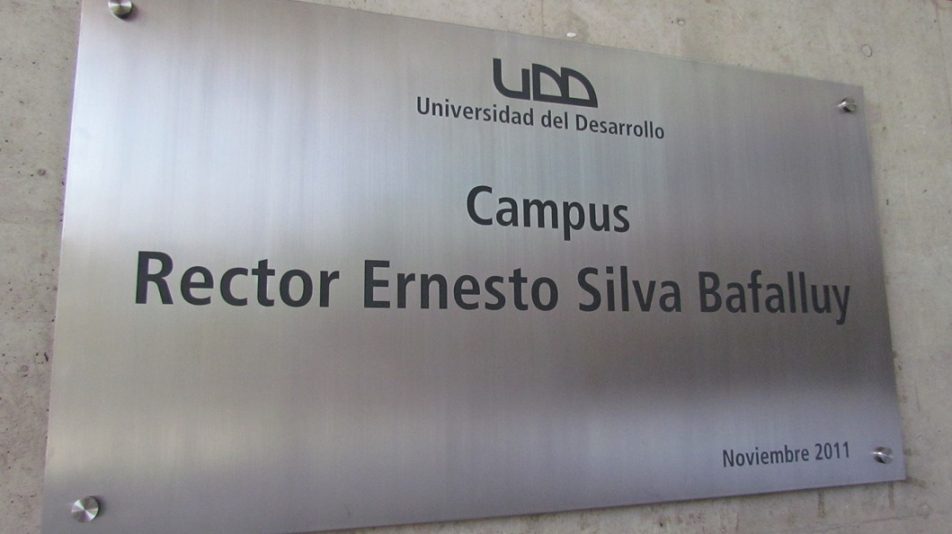 UDD
Universidad del Desarrollo
Campus
Rector Ernesto Silva Bafalluy
Noviembre 2011